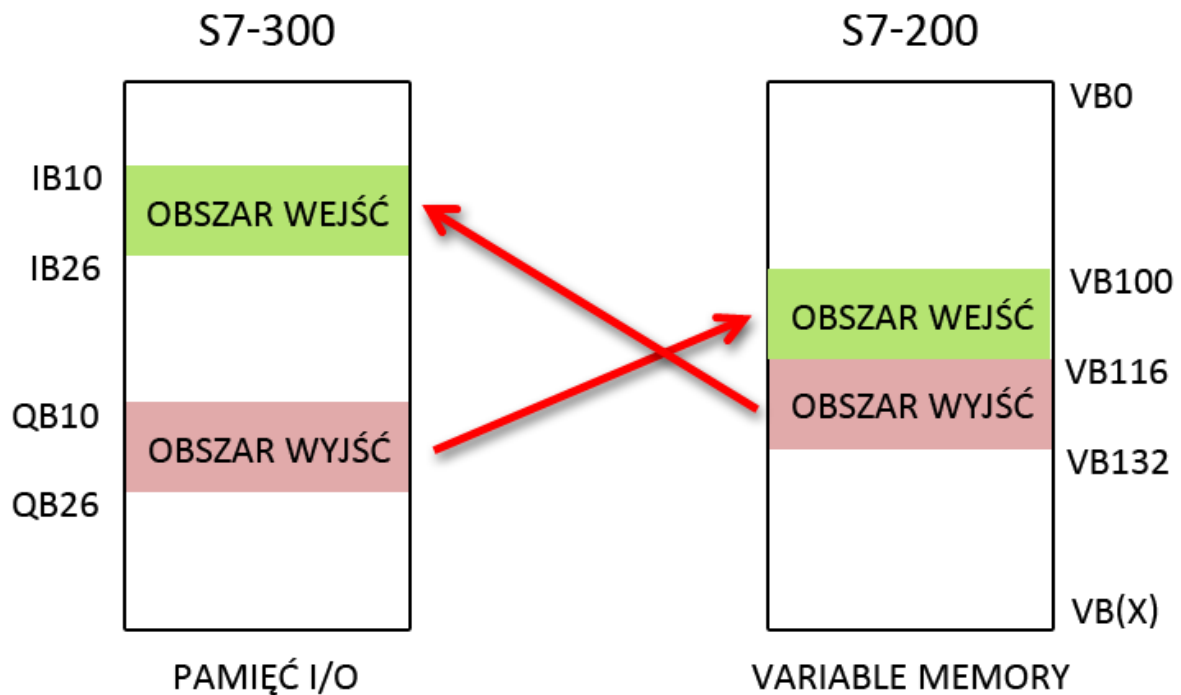 S7-300
S7-200
VB0
IB10
OBSZAR WEJŚĆ
IB26
VB100
OBSZAR WEJŚĆ
VB116
QB10
OBSZAR WYJŚĆ
OBSZAR WYJŚĆ
QB26
VB132
VB(X)
PAMIĘĆ I/O
VARIABLE MEMORY